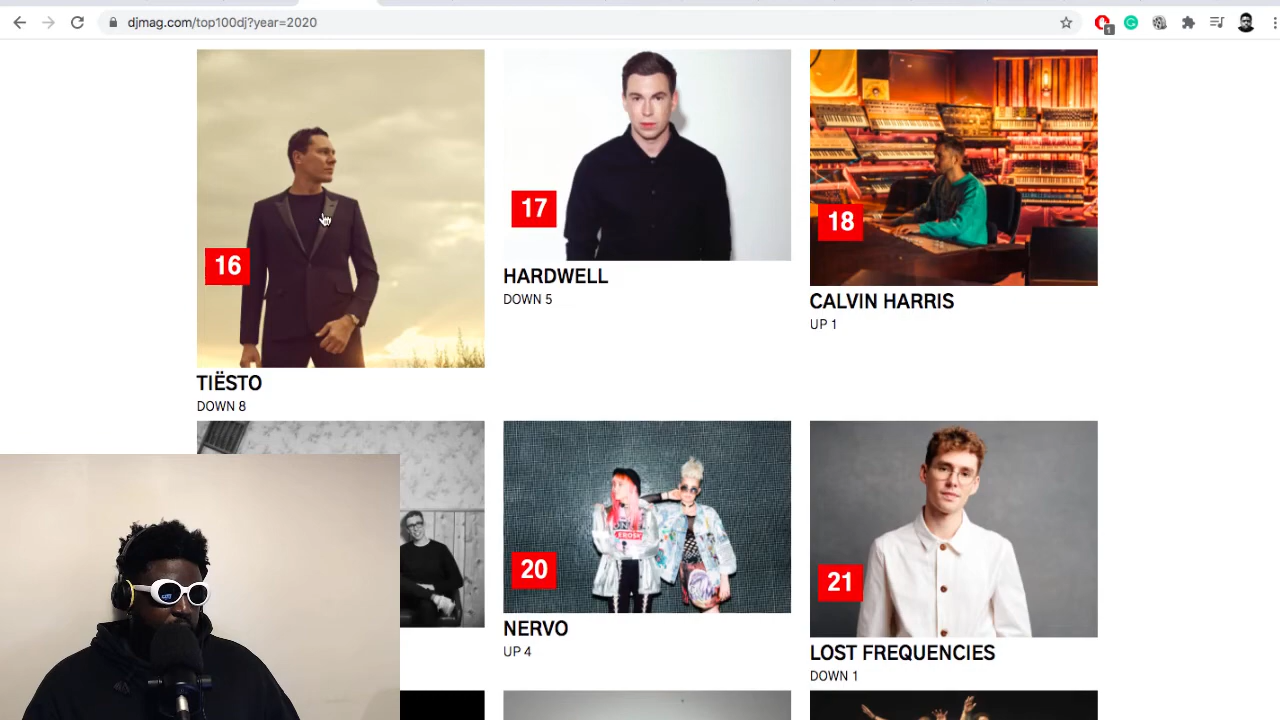 djmag.com/top100dj?year=2020
1
16
TIËSTO
DOWN 8
17
HARDWELL
DOWN 5
18
CALVIN HARRIS
UP 1
20
NERVO
UP 4
21
LOST FREQUENCIES
DOWN 1